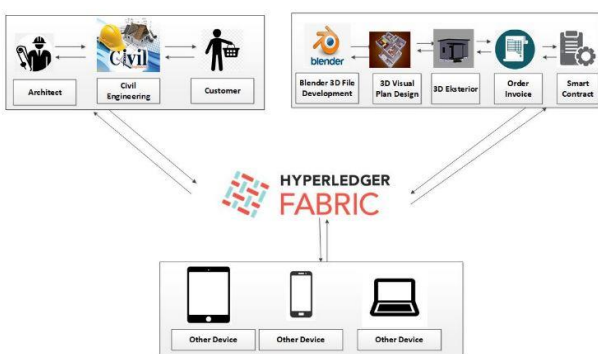 Civil
Architect
Civil
Engineering
Customer
blender
Blender 3D File
Development
3D Visual
Plan Design
3D Eksterior
Order
Invoice
Smart
Contract
HYPERLEDGER
FABRIC
Other Device
Other Device
Other Device